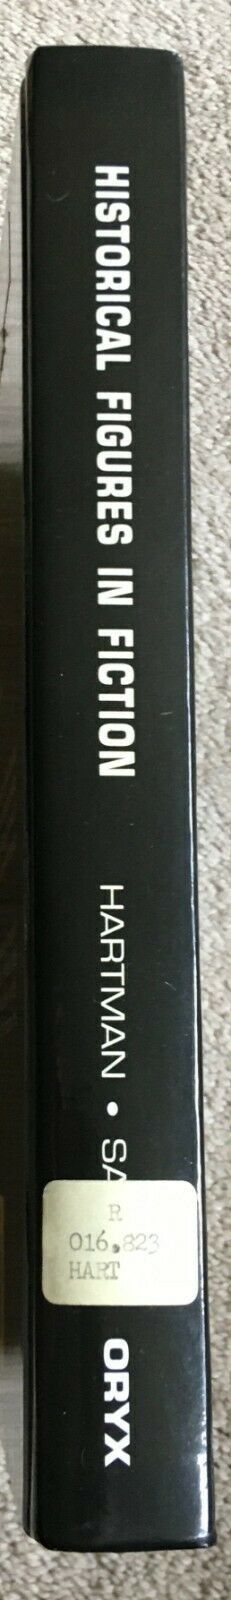 HISTORICAL FIGURES IN FICTION
HARTMAN • SA
R
016.823
HART
ORYX